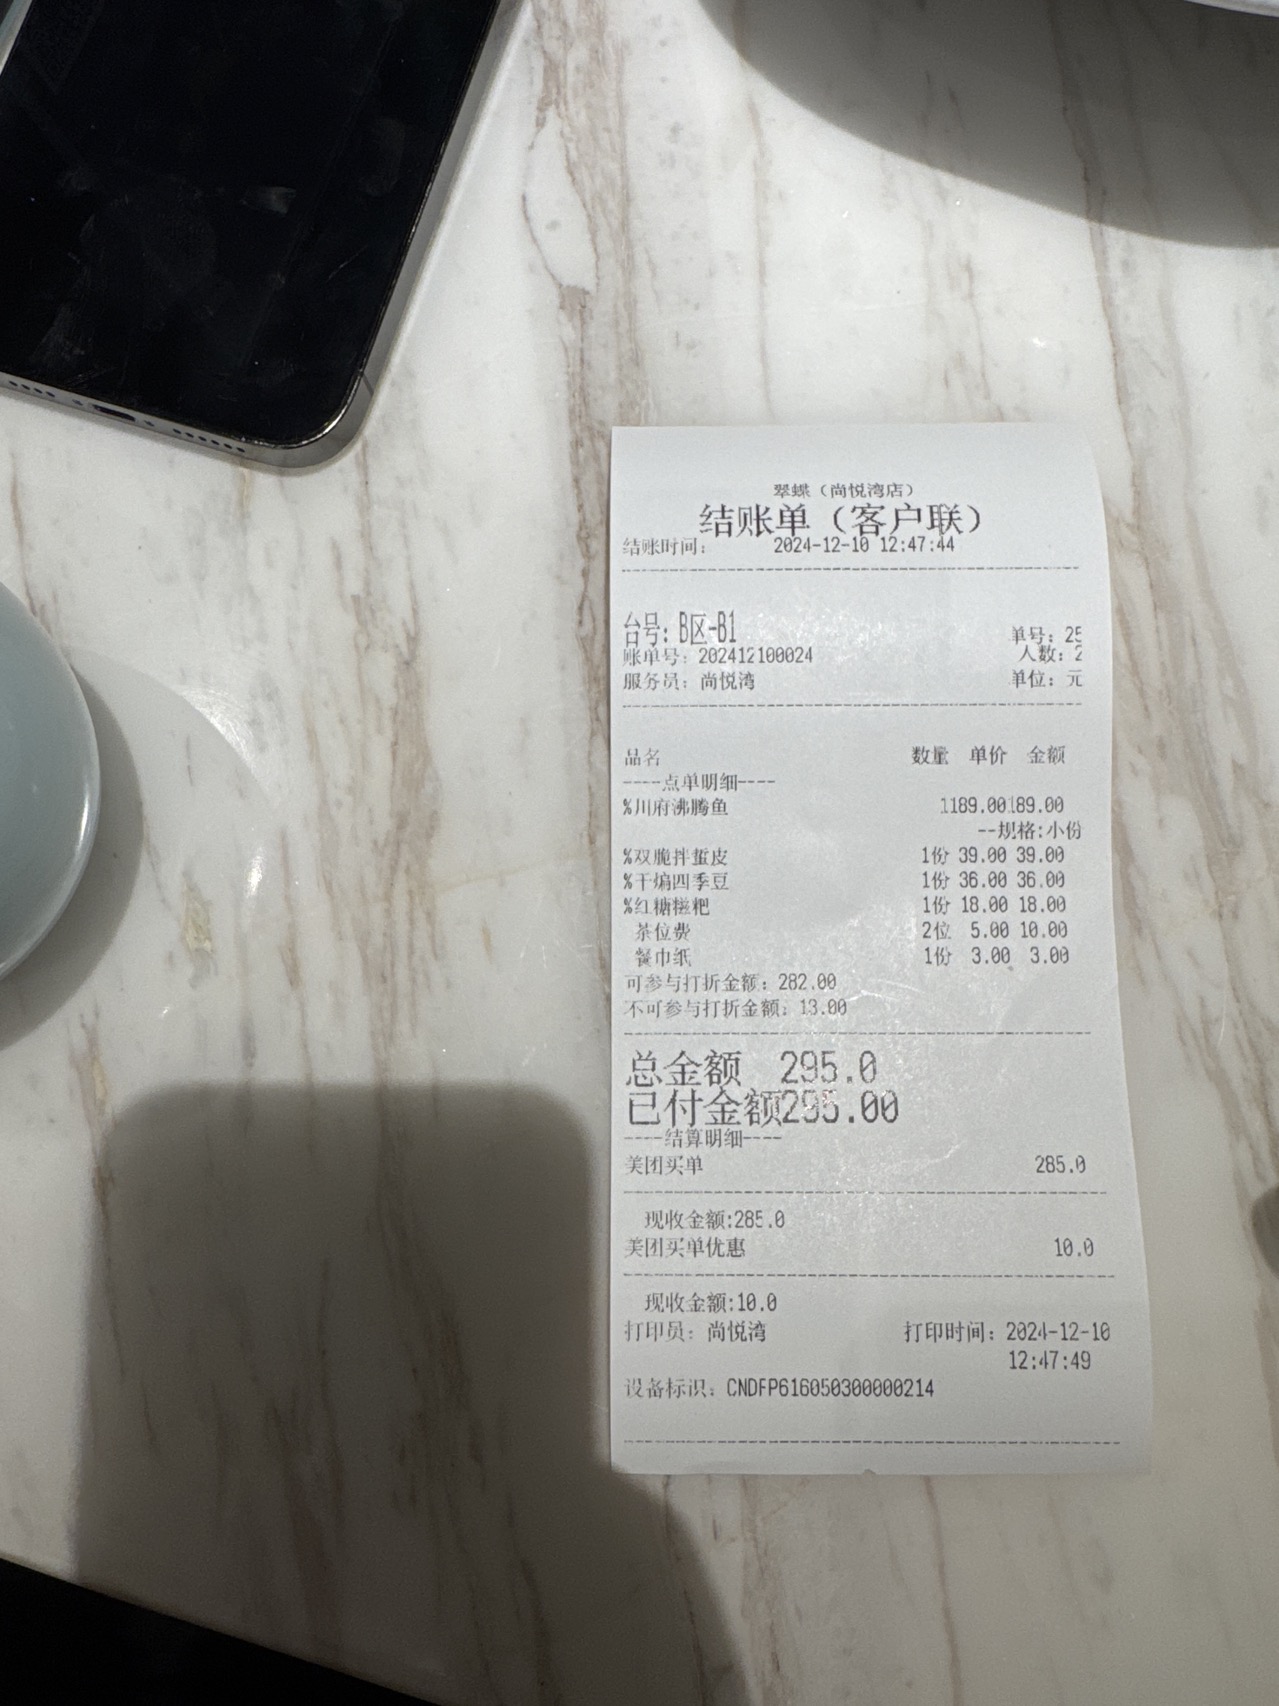 翠蝶（尚悦湾店）
结账单（客户联）
结账时间： 2024-12-10 12:47:44
台号: B区-B1
单号: 25
账单号: 202412100024
人数: 2
服务员: 尚悦湾
单位: 元
品名 数量 单价 金额
----点单明细----
%川府沸腾鱼 1189.00189.00
--规格:小份
%双脆拌蜇皮 1份 39.00 39.00
%干煸四季豆 1份 36.00 36.00
%红糖糍粑 1份 18.00 18.00
茶位费 2位 5.00 10.00
餐巾纸 1份 3.00 3.00
可参与打折金额: 282.00
不可参与打折金额: 13.00
总金额 295.0
已付金额295.00
----结算明细----
美团买单 285.0
现收金额:285.0
美团买单优惠 10.0
现收金额:10.0
打印员: 尚悦湾 打印时间: 2024-12-10
12:47:49
设备标识: CNDFP616050300000214